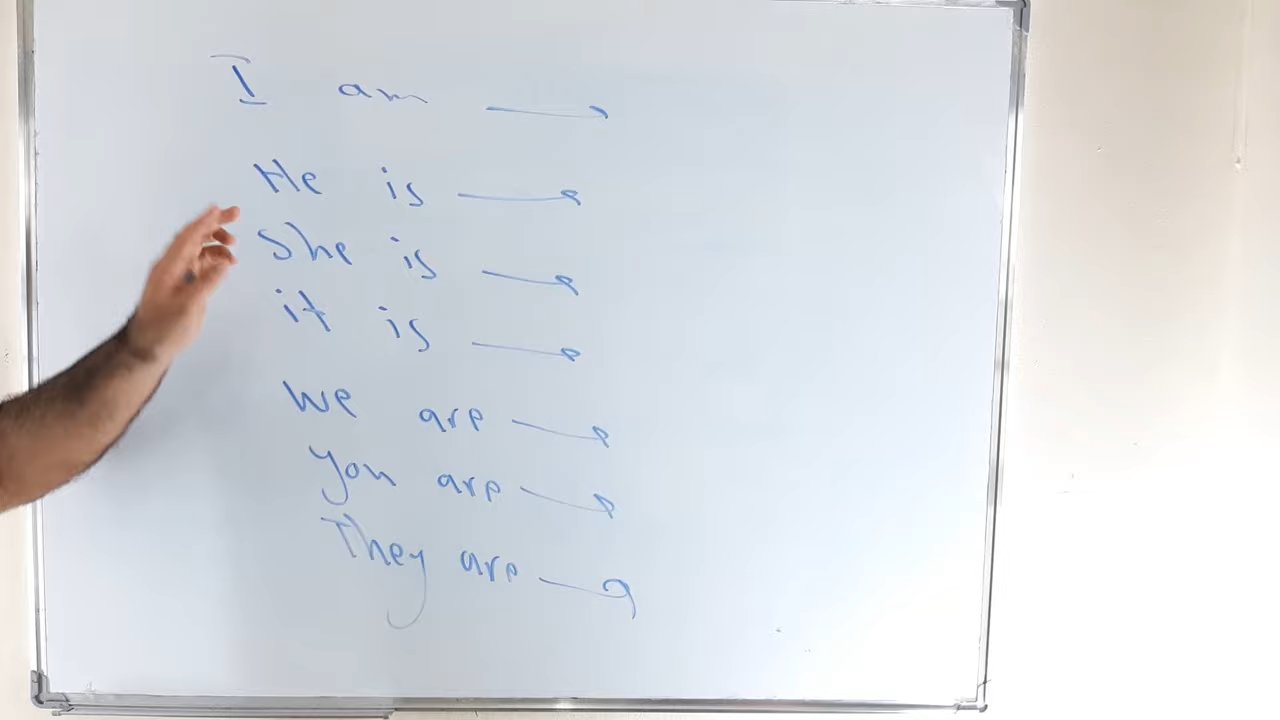 I am →
He is →
She is →
it is →
we are →
you are →
They are →